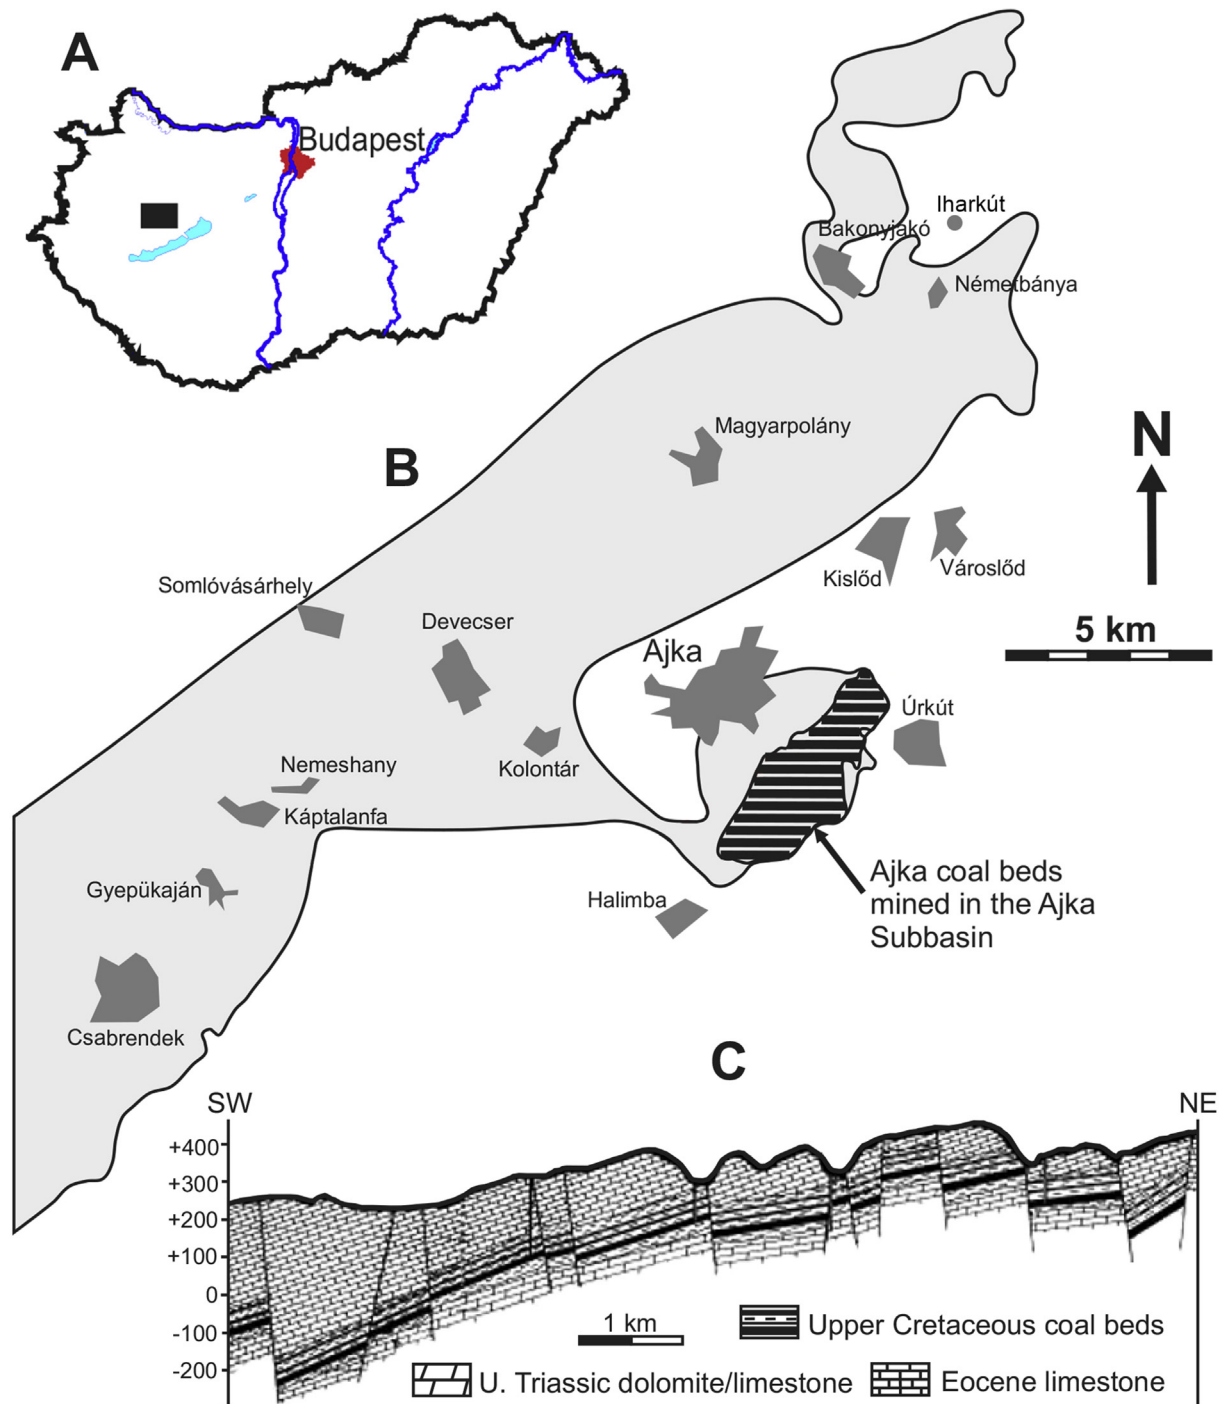 A
Budapest
Iharkút
Bakonyjakó
Németbánya
Magyarpolány
N
B
Kislőd
Városlőd
Somlóvásárhely
Devecser
5 km
Ajka
Úrkút
Nemeshany
Kolontár
Káptalanfa
Gyepükaján
Halimba
Ajka coal beds
mined in the Ajka
Subbasin
Csabrendek
C
SW
NE
+400
+300
+200
+100
0
-100
-200
1 km
Upper Cretaceous coal beds
U. Triassic dolomite/limestone
Eocene limestone